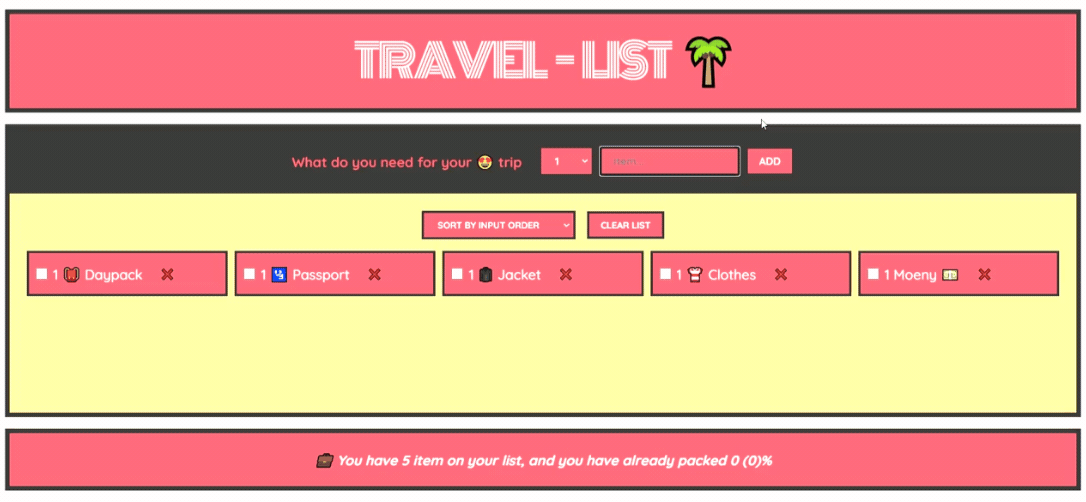 TRAVEL - LIST 🌴
What do you need for your 😍 trip 1 item ADD
SORT BY INPUT ORDER CLEAR LIST
1 Daypack ❌ 1 🛂 Passport ❌ 1 Jacket ❌ 1 Clothes ❌ 1 Moeny ❌
💼 You have 5 item on your list, and you have already packed 0 (0)%